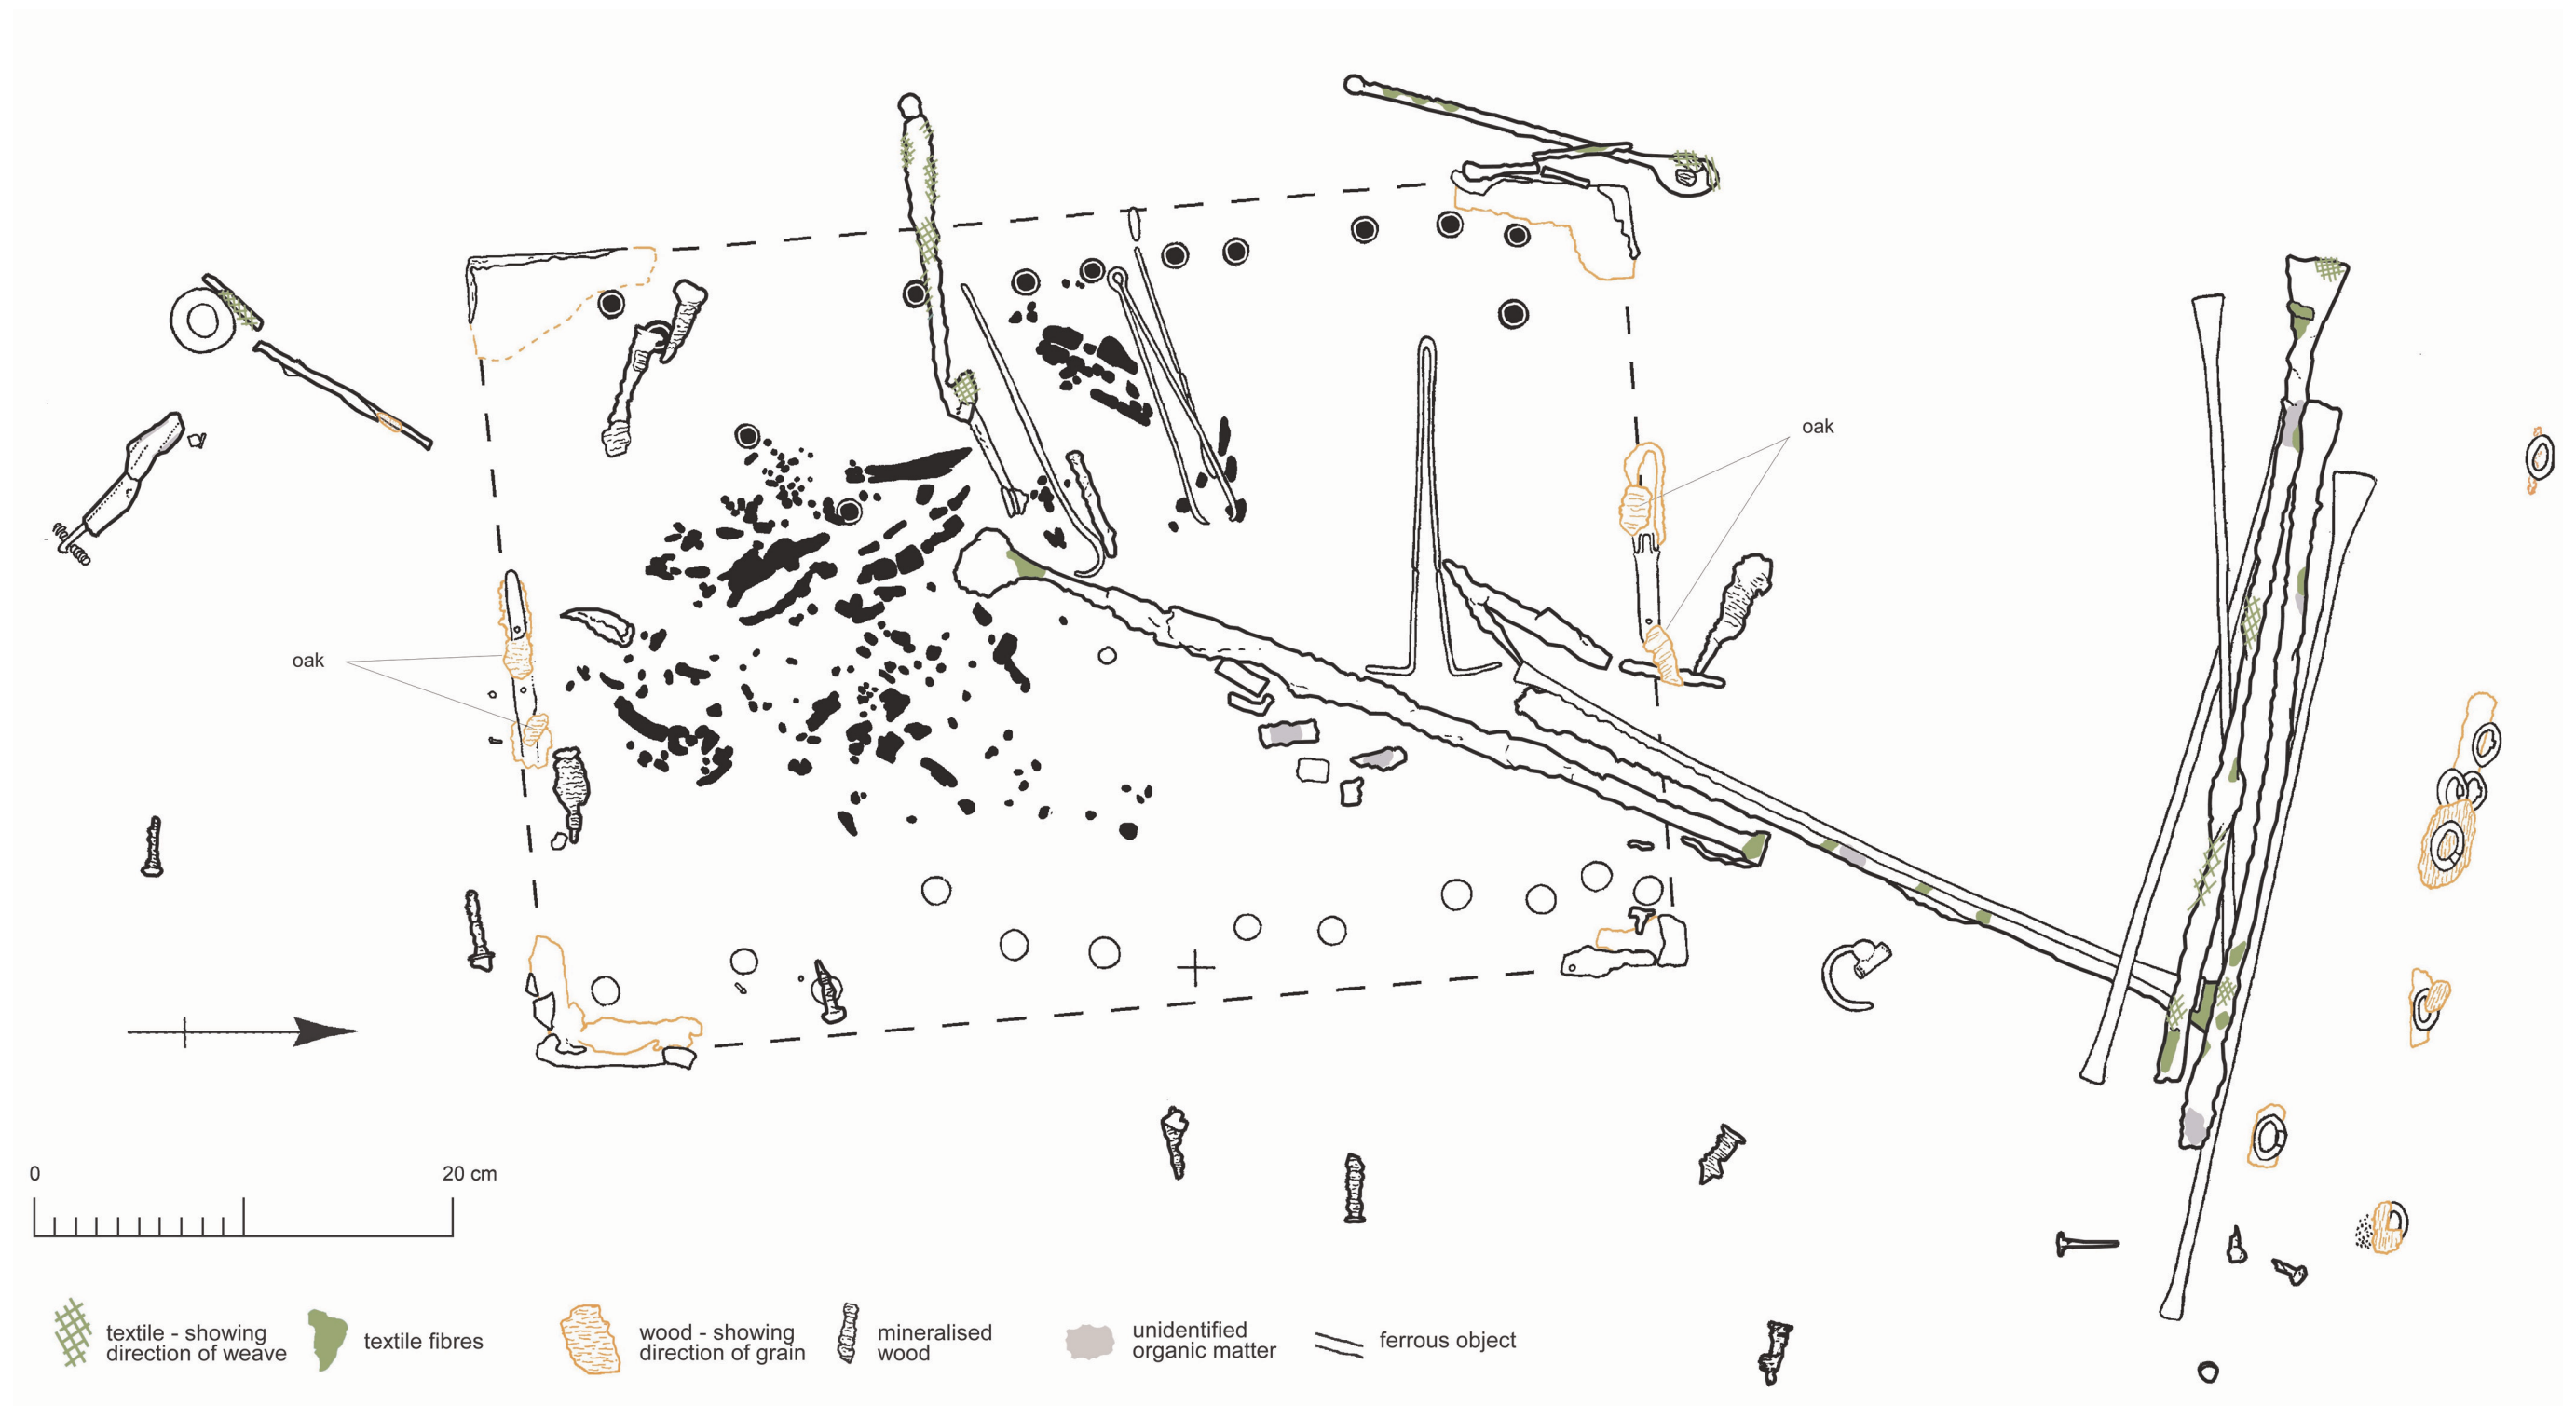 oak
oak
0
20 cm
textile - showing
direction of weave
textile fibres
wood - showing
direction of grain
mineralised
wood
unidentified
organic matter
ferrous object